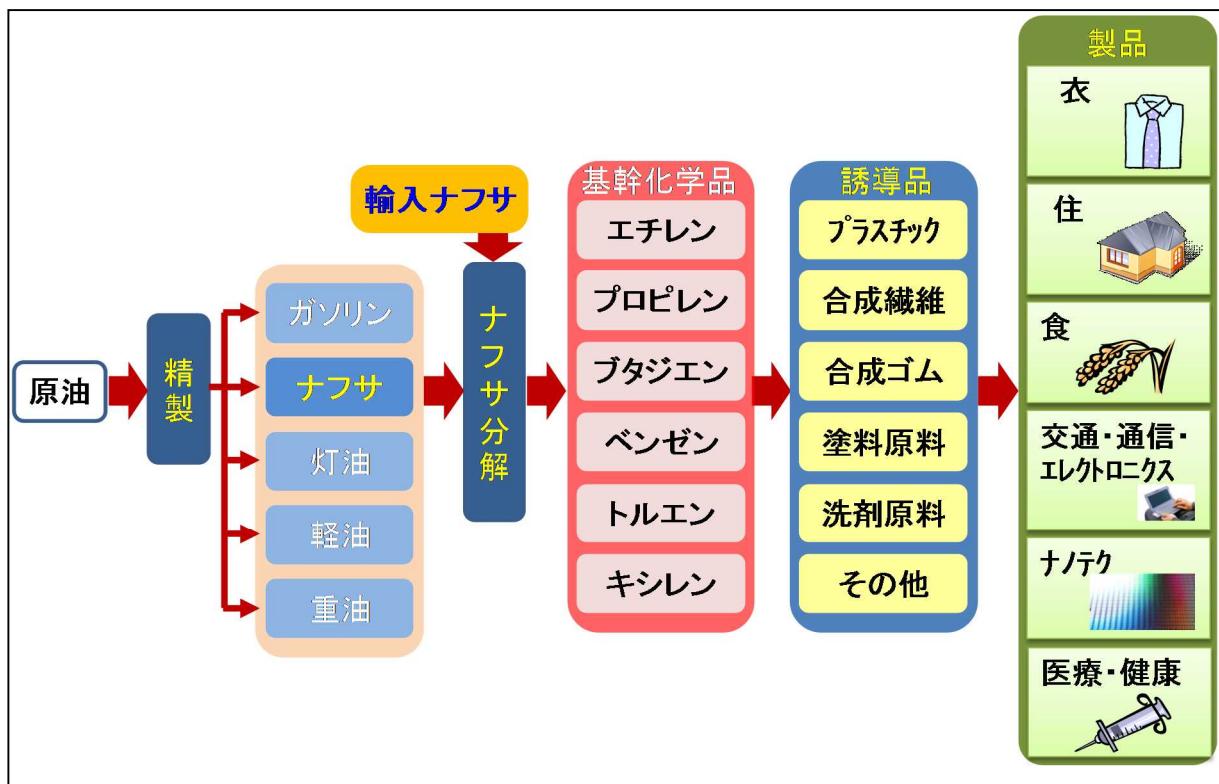 原油
精製
ガソリン
ナフサ
灯油
軽油
重油
輸入ナフサ
ナフサ分解
基幹化学品
エチレン
プロピレン
ブタジエン
ベンゼン
トルエン
キシレン
誘導品
プラスチック
合成繊維
合成ゴム
塗料原料
洗剤原料
その他
製品
衣
住
食
交通・通信・
エレクトロニクス
ナノテク
医療・健康